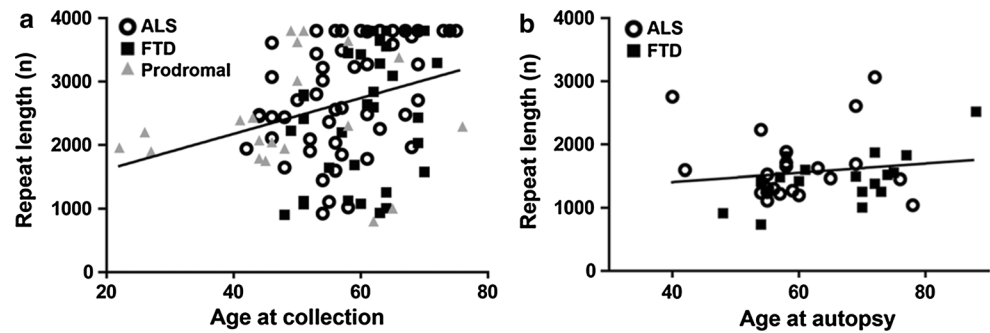 a
ALS
FTD
Prodromal
Repeat length (n)
4000
3000
2000
1000
0
20
40
60
80
Age at collection
b
ALS
FTD
Repeat length (n)
4000
3000
2000
1000
0
40
60
80
Age at autopsy